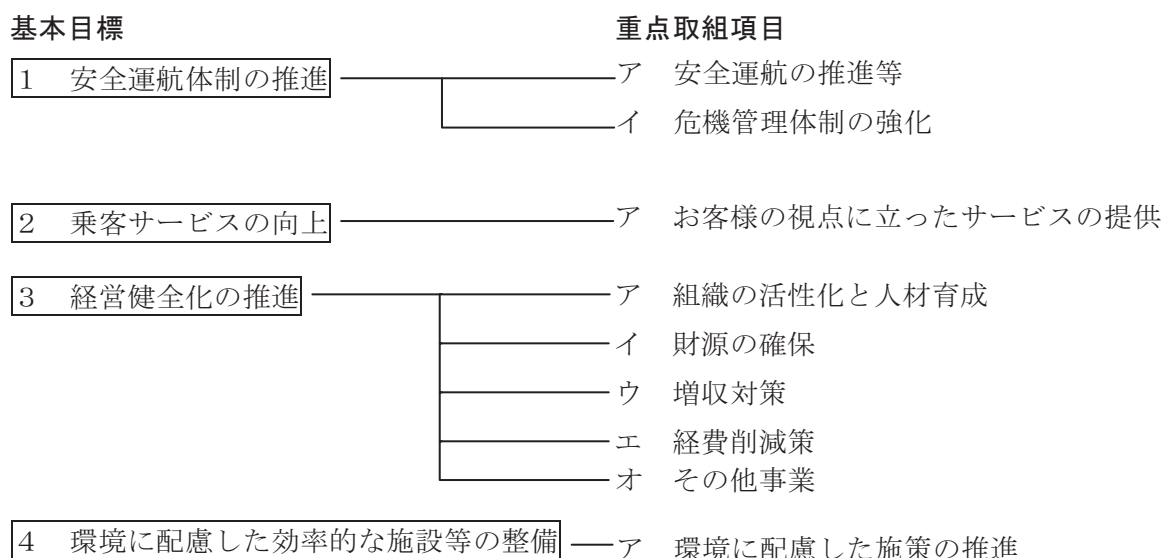 基本目標　重点取組項目
1　安全運航体制の推進　ア　安全運航の推進等
イ　危機管理体制の強化
2　乗客サービスの向上　ア　お客様の視点に立ったサービスの提供
3　経営健全化の推進　ア　組織の活性化と人材育成
イ　財源の確保
ウ　増収対策
エ　経費削減策
オ　その他事業
4　環境に配慮した効率的な施設等の整備　ア　環境に配慮した施策の推進